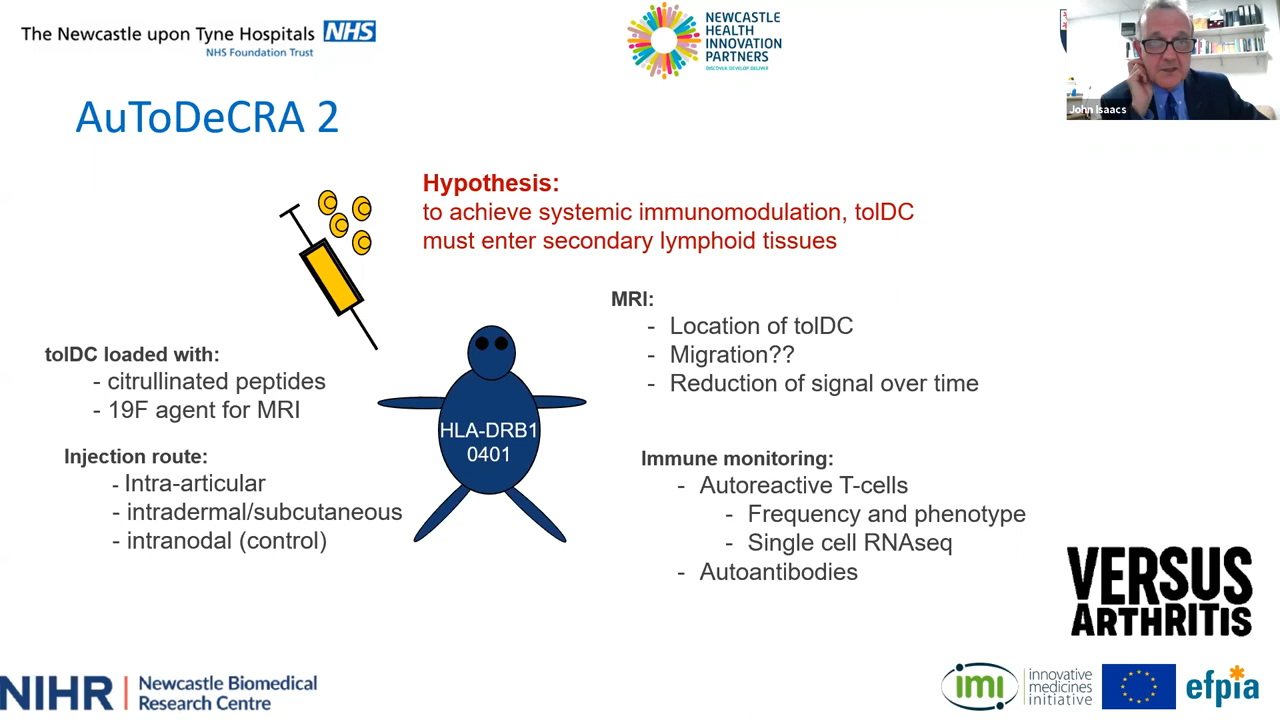 The Newcastle upon Tyne Hospitals NHS
NHS Foundation Trust
NEWCASTLE
HEALTH
INNOVATION
PARTNERS
DISCOVER. DEVELOP. DELIVER.
John Isaacs
AuToDeCRA 2
Hypothesis:
to achieve systemic immunomodulation, tolDC
must enter secondary lymphoid tissues
tolDC loaded with:
- citrullinated peptides
- 19F agent for MRI
Injection route:
- Intra-articular
- intradermal/subcutaneous
- intranodal (control)
HLA-DRB1
0401
MRI:
- Location of tolDC
- Migration??
- Reduction of signal over time
Immune monitoring:
- Autoreactive T-cells
- Frequency and phenotype
- Single cell RNAseq
- Autoantibodies
VERSUS
ARTHRITIS
NIHR | Newcastle Biomedical
Research Centre
imi
innovative
medicines
initiative
efpia